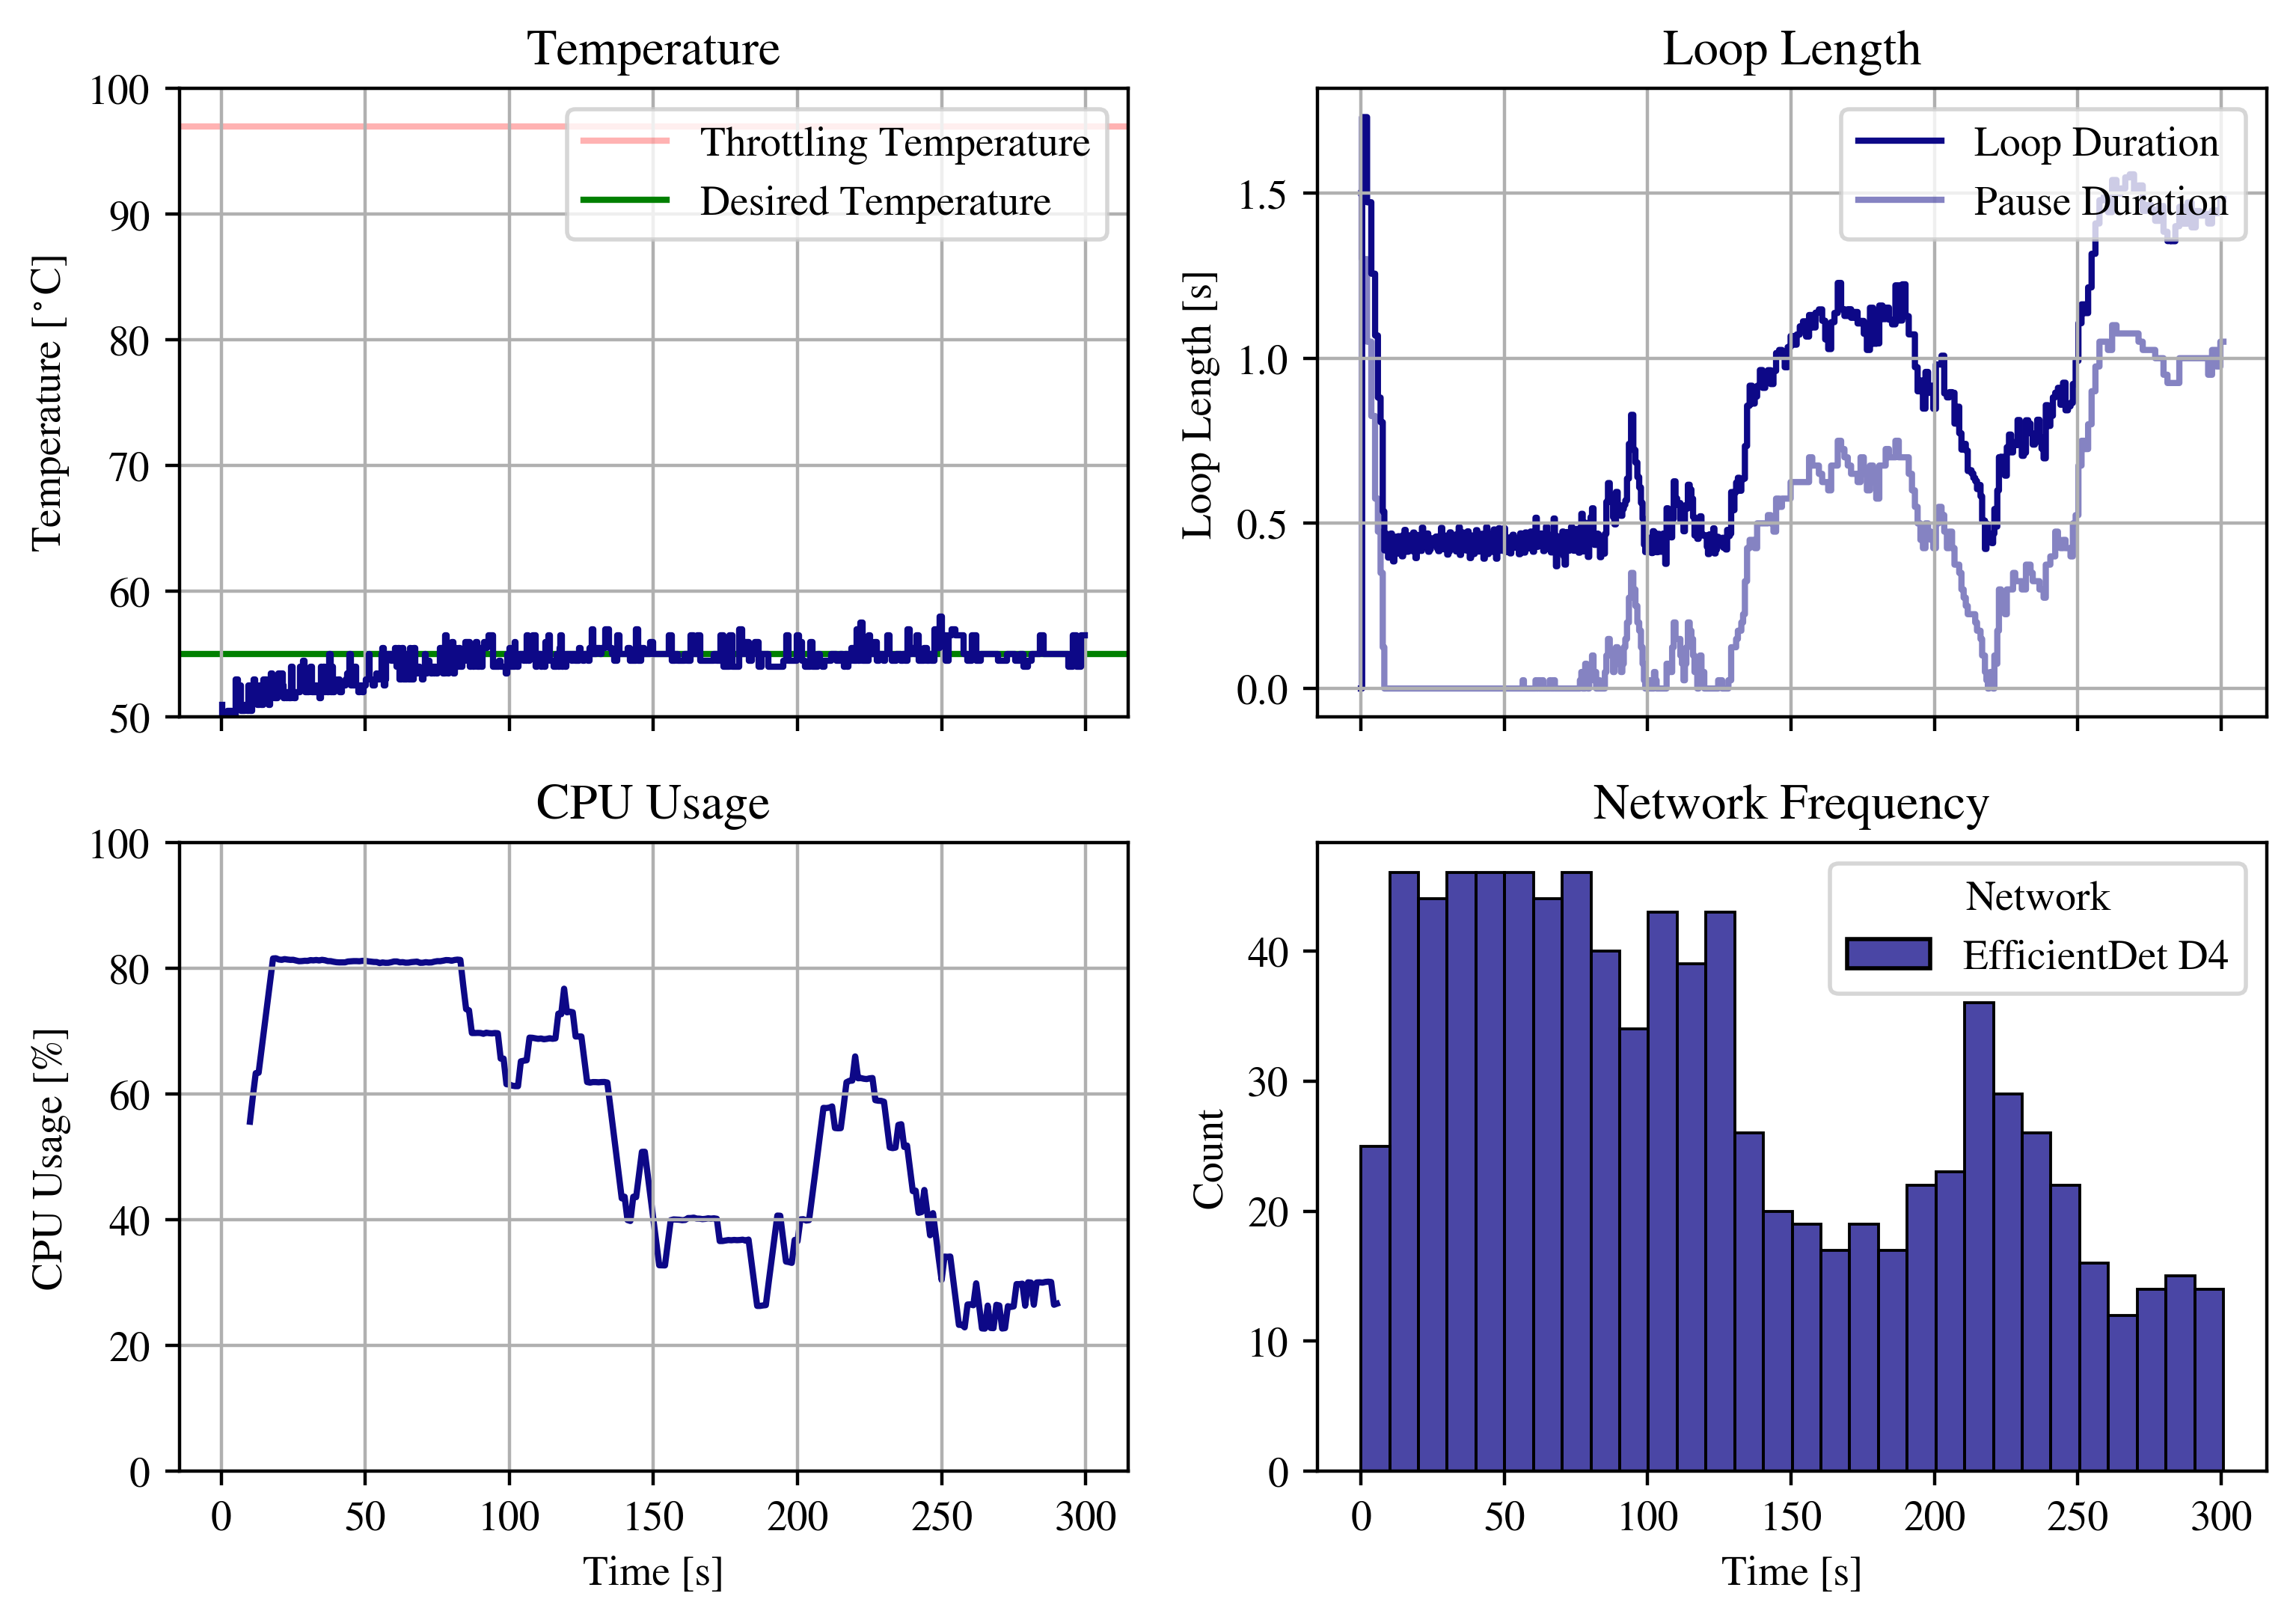 Temperature
100
90
80
70
60
50
Temperature [°C]
Throttling Temperature
Desired Temperature
Loop Length
1.5
1.0
0.5
0.0
Loop Length [s]
Loop Duration
Pause Duration
CPU Usage
100
80
60
40
20
0
CPU Usage [%]
0 50 100 150 200 250 300
Time [s]
Network Frequency
40
30
20
10
0
Count
Network
EfficientDet D4
0 50 100 150 200 250 300
Time [s]